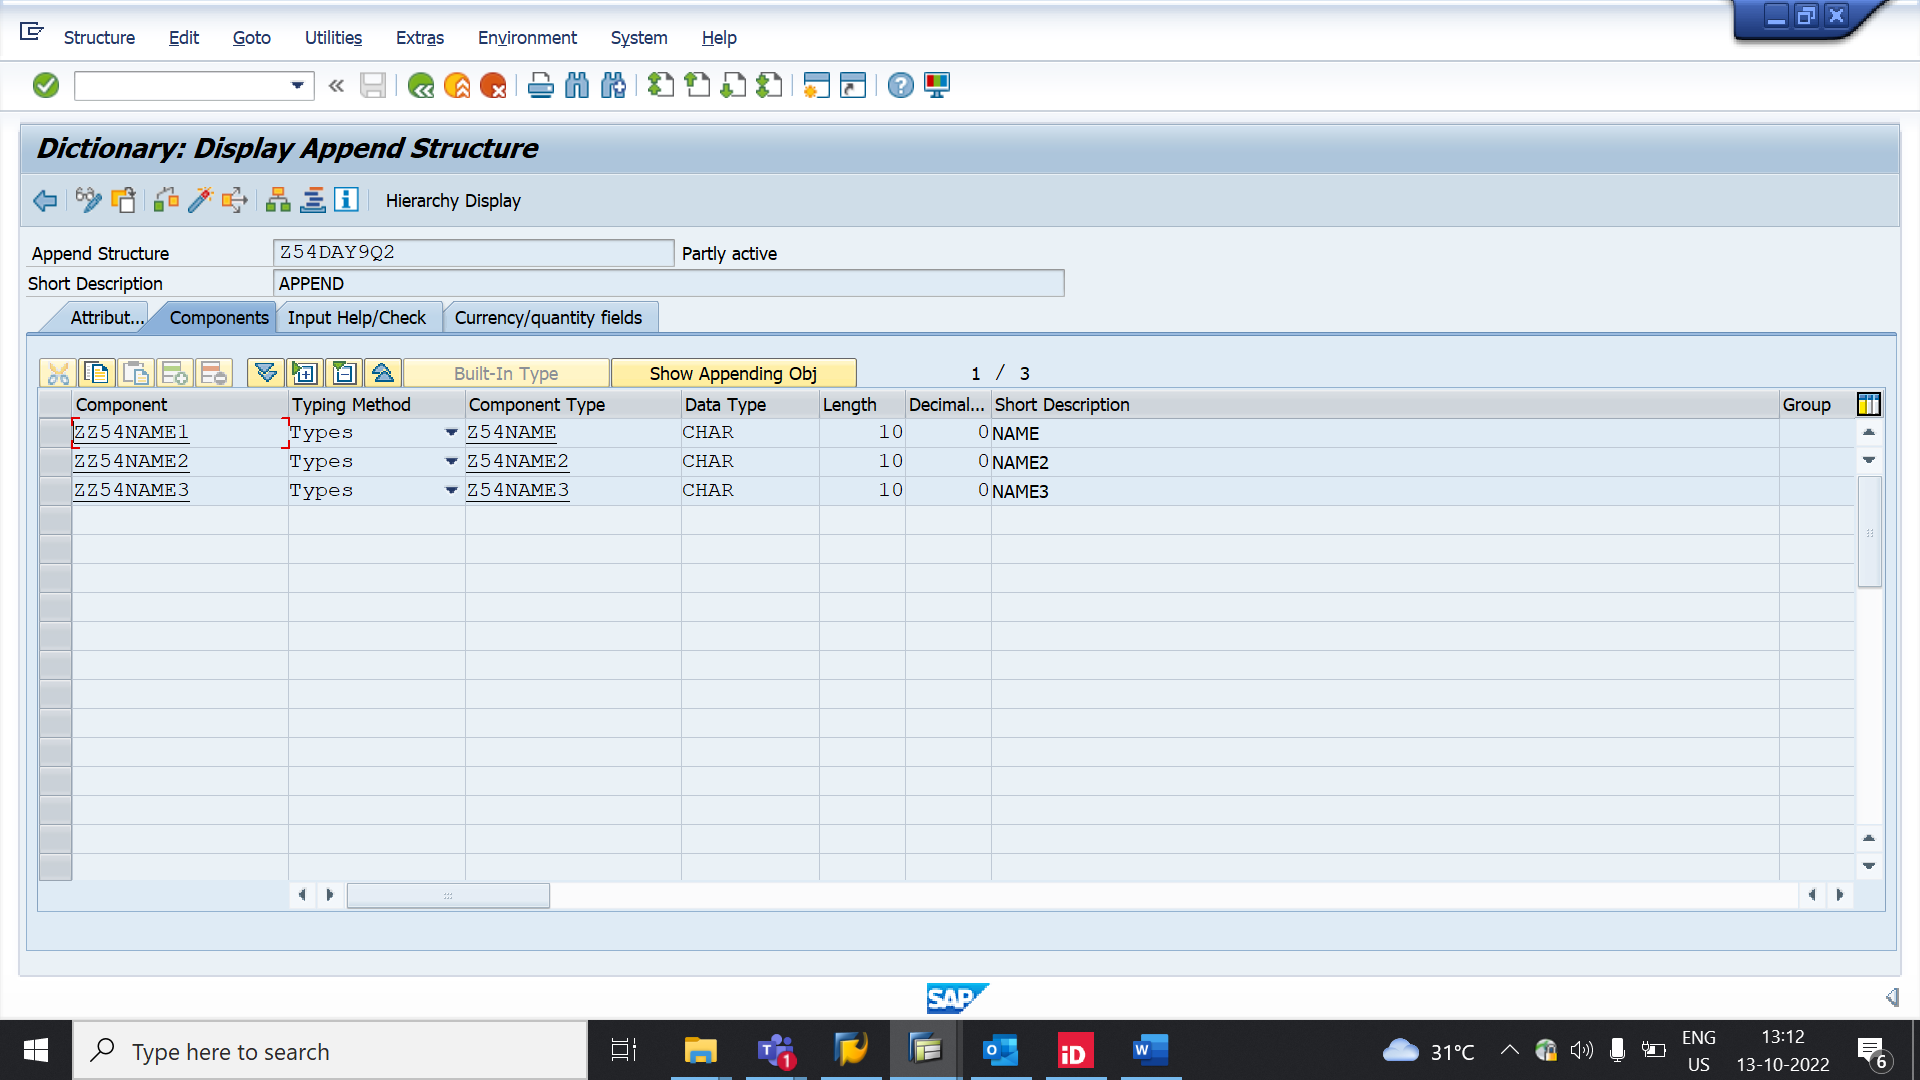 Structure Edit Goto Utilities Extras Environment System Help
Dictionary: Display Append Structure
Hierarchy Display
Append Structure Z54DAY9Q2 Partly active
Short Description APPEND
Attribut... Components Input Help/Check Currency/quantity fields
Built-In Type Show Appending Obj 1 / 3
Component Typing Method Component Type Data Type Length Decimal... Short Description Group
ZZ54NAME1 Types Z54NAME CHAR 10 0 NAME
ZZ54NAME2 Types Z54NAME2 CHAR 10 0 NAME2
ZZ54NAME3 Types Z54NAME3 CHAR 10 0 NAME3
SAP
Type here to search T 1 O iD W 31°C ENG US 13:12 13-10-2022 6